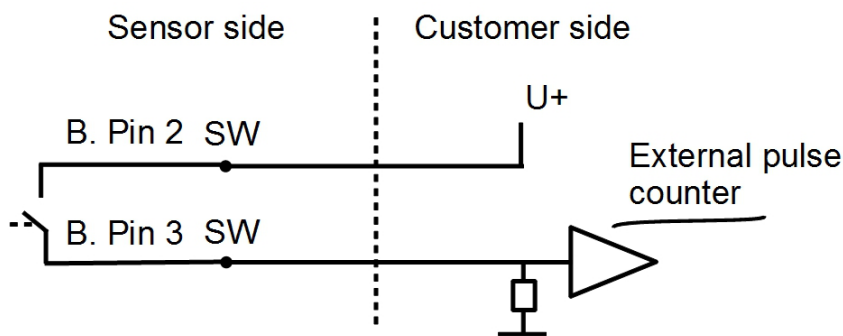 Sensor side
Customer side
U+
B. Pin 2 SW
External pulse
counter
B. Pin 3 SW